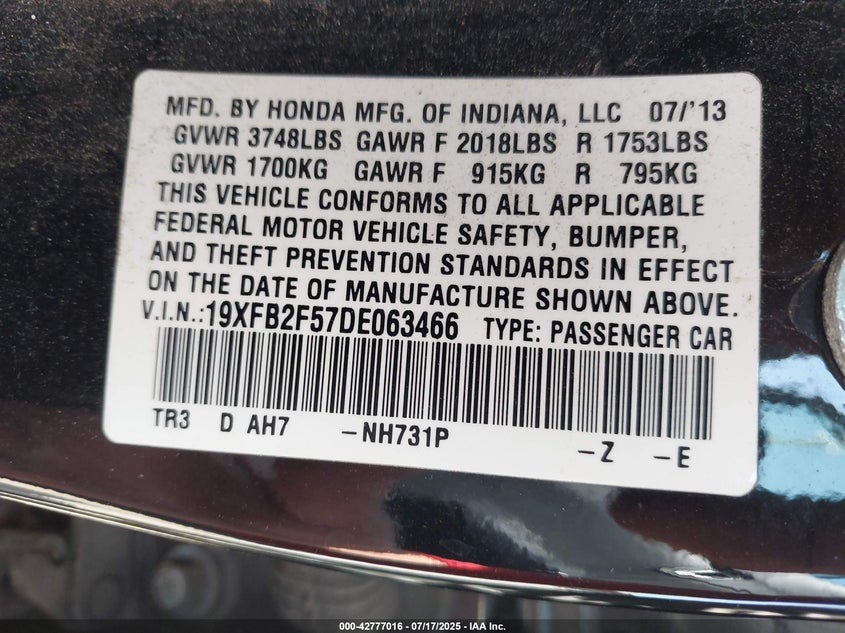 MFD. BY HONDA MFG. OF INDIANA, LLC 07/'13
GVWR 3748LBS GAWR F 2018LBS R 1753LBS
GVWR 1700KG GAWR F 915KG R 795KG
THIS VEHICLE CONFORMS TO ALL APPLICABLE
FEDERAL MOTOR VEHICLE SAFETY, BUMPER,
AND THEFT PREVENTION STANDARDS IN EFFECT
ON THE DATE OF MANUFACTURE SHOWN ABOVE.
V.I.N.:19XFB2F57DE063466 TYPE: PASSENGER CAR
TR3 D AH7 -NH731P -Z -E
000-42777016 - 07/17/2025 - IAA Inc.